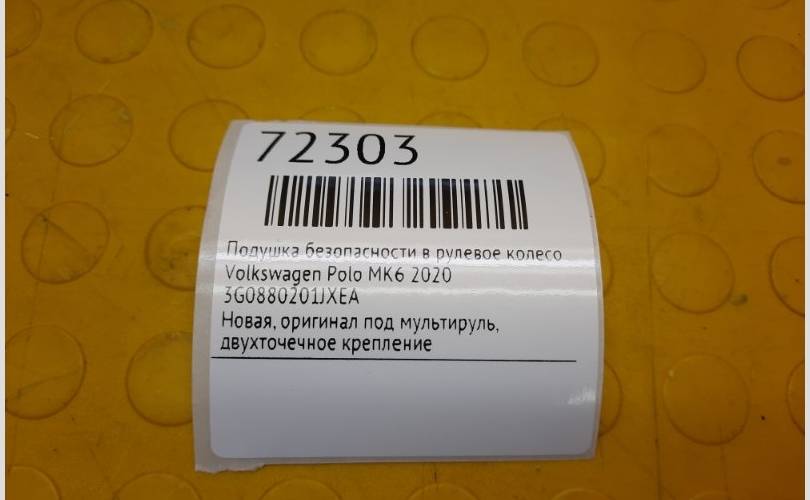 72303
Подушка безопасности в рулевое колесо
Volkswagen Polo MK6 2020
3G0880201JXEA
Новая, оригинал под мультируль,
двухточечное крепление